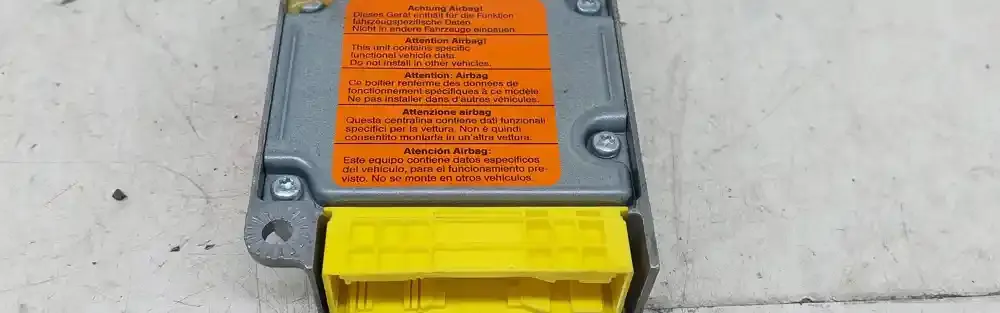 Achtung Airbag!
Dieses Gerät enthält für die Funktion
fahrzeugspezifische Daten.
Nicht in andere Fahrzeuge einbauen.
Attention Airbag!
This unit contains specific
functional vehicle data.
Do not install in other vehicles.
Attention: Airbag
Ce boîtier renferme des données de
fonctionnement spécifiques à ce modèle.
Ne pas installer dans d'autres véhicules.
Attenzione airbag
Questa centralina contiene dati funzionali
specifici per la vettura. Non è quindi
consentito montarla in un'altra vettura.
Atención Airbag:
Este equipo contiene datos específicos
del vehículo, para el funcionamiento pre-
visto. No se monte en otros vehículos.